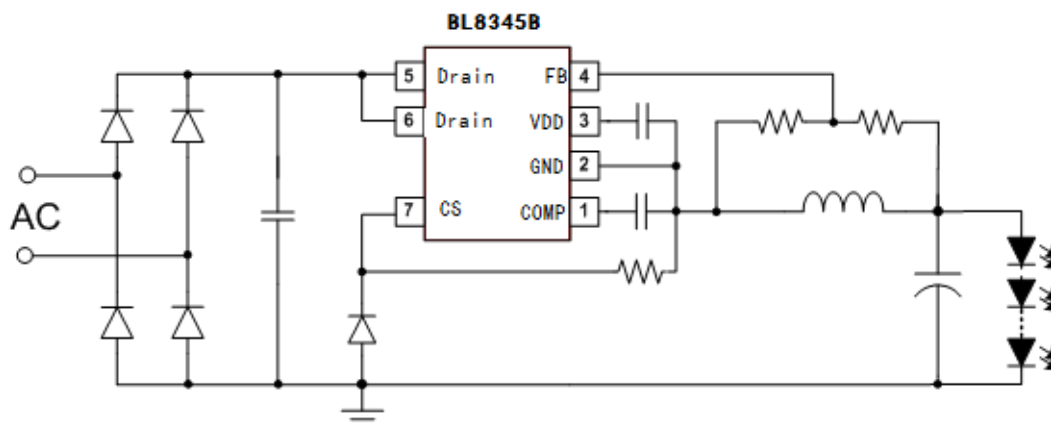 BL8345B
5 Drain FB 4
6 Drain VDD 3
GND 2
7 CS COMP 1
AC